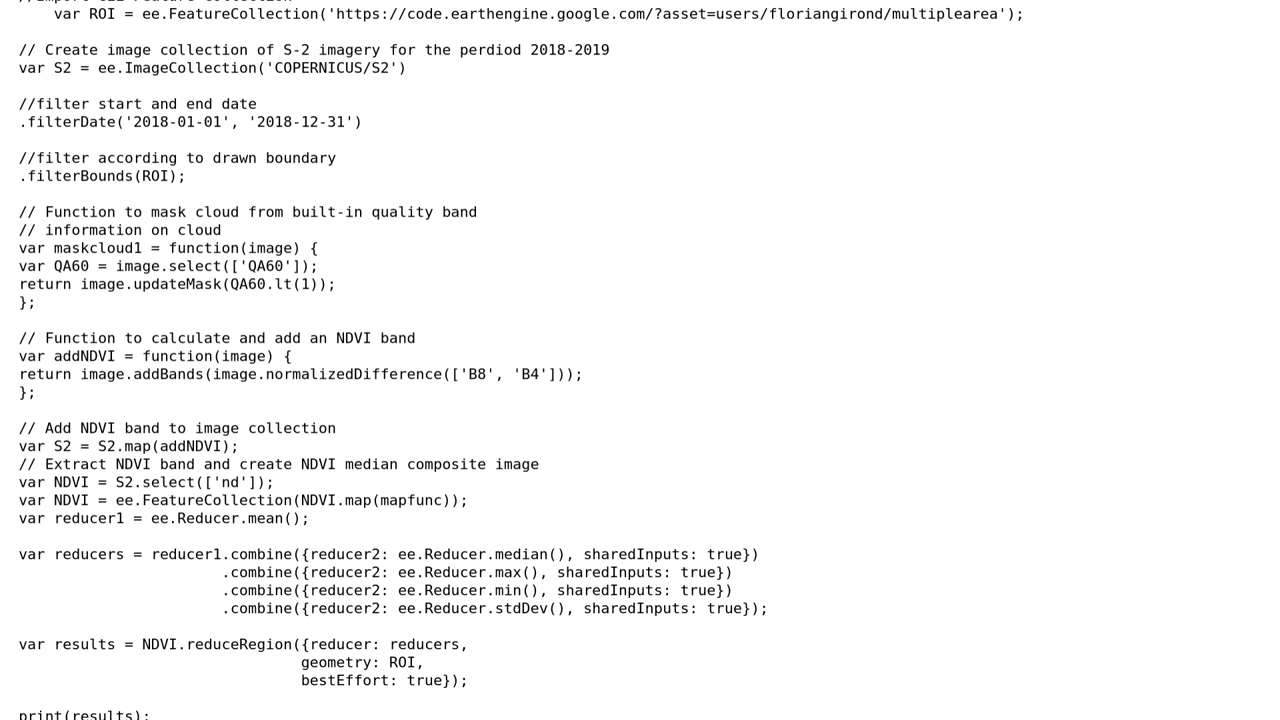 var ROI = ee.FeatureCollection('https://code.earthengine.google.com/?asset=users/floriangirond/multiplearea');
// Create image collection of S-2 imagery for the perdiod 2018-2019
var S2 = ee.ImageCollection('COPERNICUS/S2')
//filter start and end date
.filterDate('2018-01-01', '2018-12-31')
//filter according to drawn boundary
.filterBounds(ROI);
// Function to mask cloud from built-in quality band
// information on cloud
var maskcloud1 = function(image) {
var QA60 = image.select(['QA60']);
return image.updateMask(QA60.lt(1));
};
// Function to calculate and add an NDVI band
var addNDVI = function(image) {
return image.addBands(image.normalizedDifference(['B8', 'B4']));
};
// Add NDVI band to image collection
var S2 = S2.map(addNDVI);
// Extract NDVI band and create NDVI median composite image
var NDVI = S2.select(['nd']);
var NDVI = ee.FeatureCollection(NDVI.map(mapfunc));
var reducer1 = ee.Reducer.mean();
var reducers = reducer1.combine({reducer2: ee.Reducer.median(), sharedInputs: true})
.combine({reducer2: ee.Reducer.max(), sharedInputs: true})
.combine({reducer2: ee.Reducer.min(), sharedInputs: true})
.combine({reducer2: ee.Reducer.stdDev(), sharedInputs: true});
var results = NDVI.reduceRegion({reducer: reducers,
geometry: ROI,
bestEffort: true});
print(results);